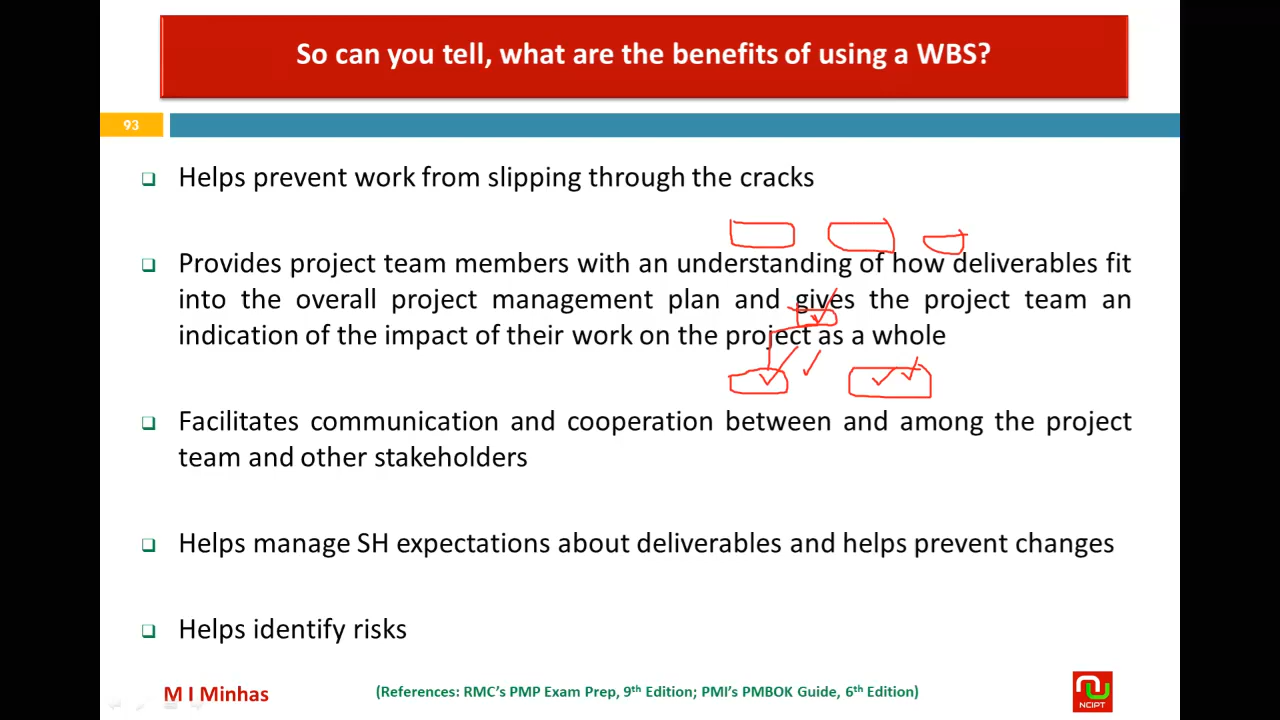 So can you tell, what are the benefits of using a WBS?
93
Helps prevent work from slipping through the cracks
Provides project team members with an understanding of how deliverables fit
into the overall project management plan and gives the project team an
indication of the impact of their work on the project as a whole
Facilitates communication and cooperation between and among the project
team and other stakeholders
Helps manage SH expectations about deliverables and helps prevent changes
Helps identify risks
M I Minhas
(References: RMC's PMP Exam Prep, 9th Edition; PMI's PMBOK Guide, 6th Edition)
NCIPT